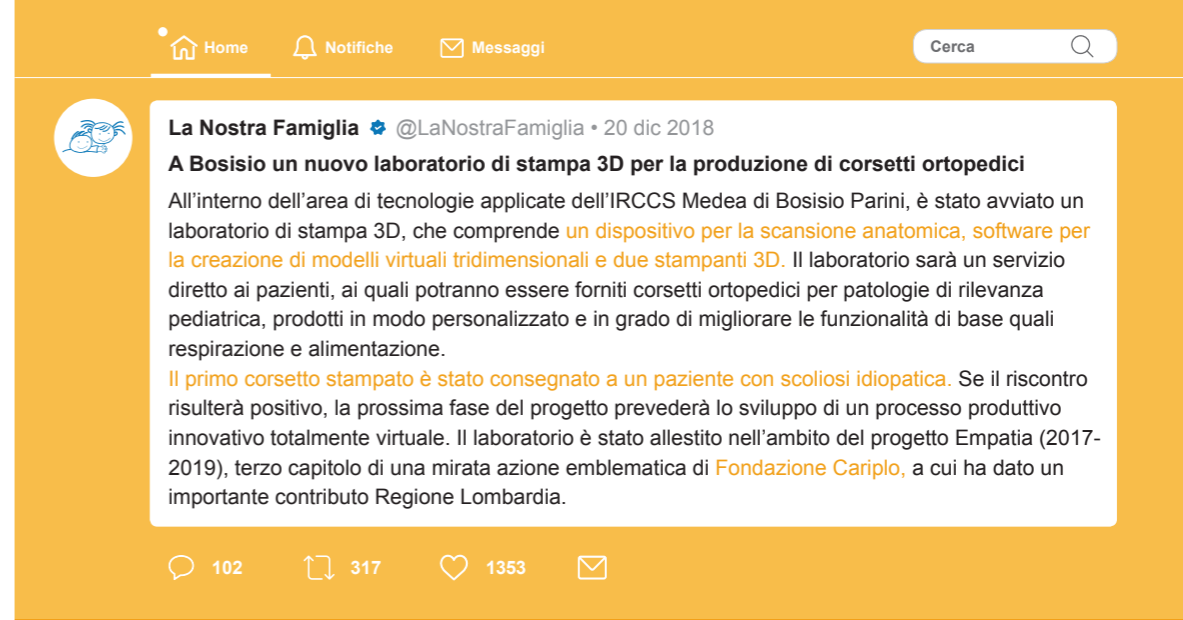 Home Notifiche Messaggi Cerca
La Nostra Famiglia @LaNostraFamiglia • 20 dic 2018
A Bosisio un nuovo laboratorio di stampa 3D per la produzione di corsetti ortopedici
All’interno dell’area di tecnologie applicate dell’IRCCS Medea di Bosisio Parini, è stato avviato un
laboratorio di stampa 3D, che comprende un dispositivo per la scansione anatomica, software per
la creazione di modelli virtuali tridimensionali e due stampanti 3D. Il laboratorio sarà un servizio
diretto ai pazienti, ai quali potranno essere forniti corsetti ortopedici per patologie di rilevanza
pediatrica, prodotti in modo personalizzato e in grado di migliorare le funzionalità di base quali
respirazione e alimentazione.
Il primo corsetto stampato è stato consegnato a un paziente con scoliosi idiopatica. Se il riscontro
risulterà positivo, la prossima fase del progetto prevederà lo sviluppo di un processo produttivo
innovativo totalmente virtuale. Il laboratorio è stato allestito nell’ambito del progetto Empatia (2017-
2019), terzo capitolo di una mirata azione emblematica di Fondazione Cariplo, a cui ha dato un
importante contributo Regione Lombardia.
102 317 1353